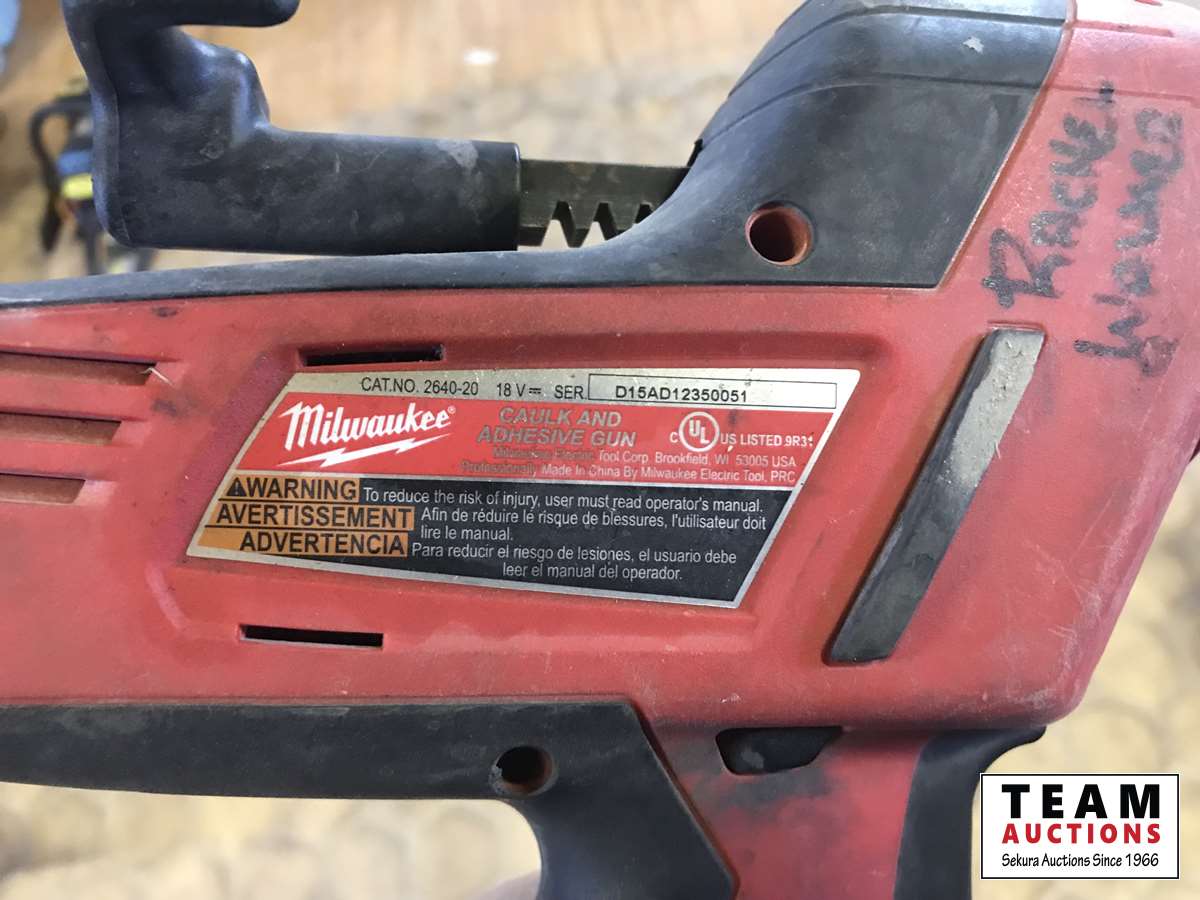 CAT.NO. 2640-20 18 V⎓ SER. D15AD12350051
Milwaukee®
CAULK AND
ADHESIVE GUN
C UL US LISTED 9R31
Milwaukee Electric Tool Corp. Brookfield, WI 53005 USA
Professionally Made In China By Milwaukee Electric Tool, PRC
WARNING To reduce the risk of injury, user must read operator's manual.
AVERTISSEMENT Afin de réduire le risque de blessures, l'utilisateur doit
lire le manual.
ADVERTENCIA Para reducir el riesgo de lesiones, el usuario debe
leer el manual del operador.
TEAM
AUCTIONS
Sekura Auctions Since 1966